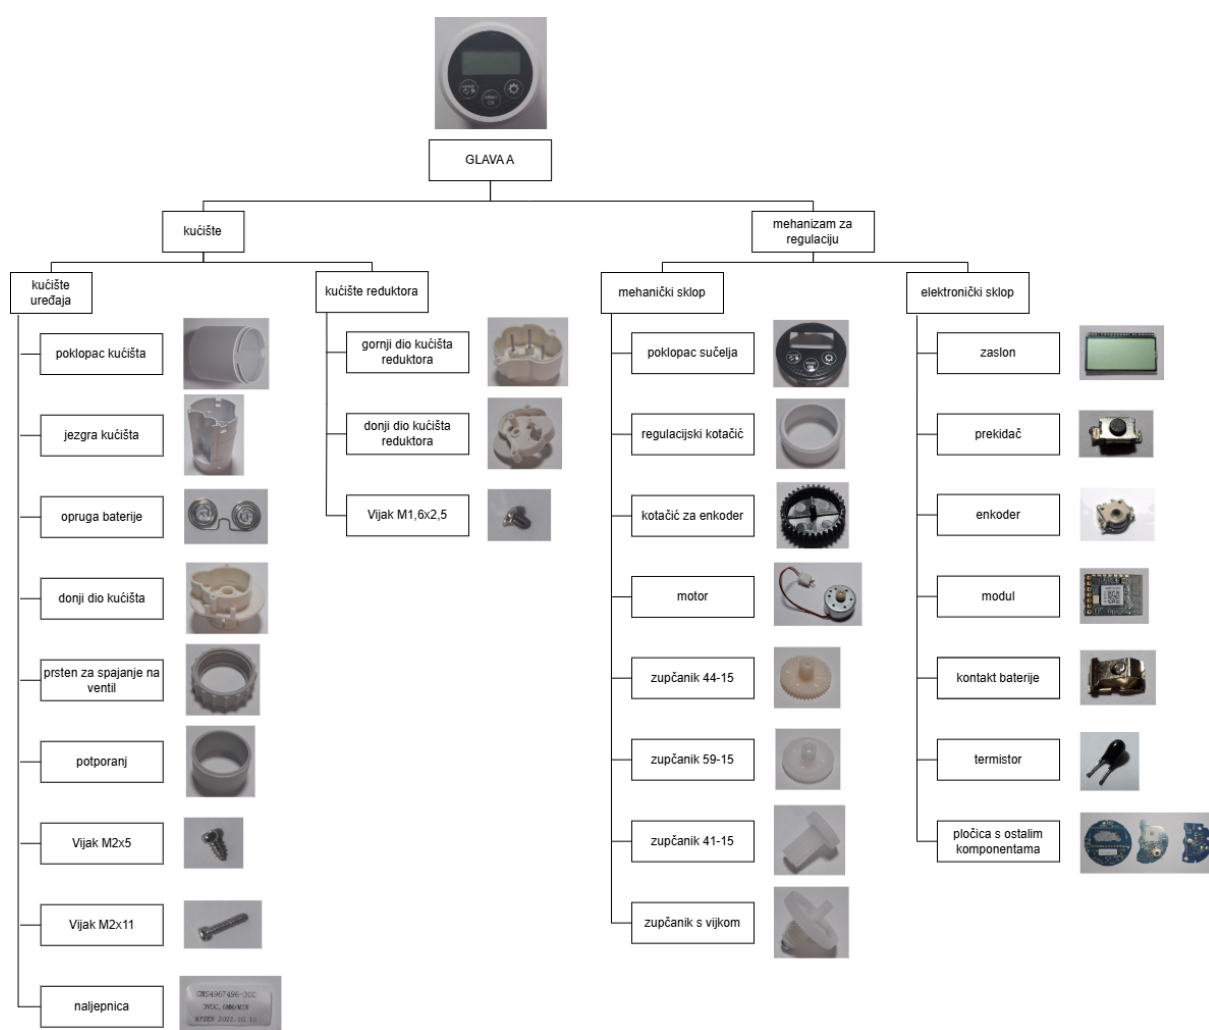 GLAVA A
kućište
mehanizam za
regulaciju
kućište
uređaja
kućište reduktora
mehanički sklop
elektronički sklop
poklopac kućišta
jezgra kućišta
opruga baterije
donji dio kućišta
prsten za spajanje na
ventil
potporanj
Vijak M2x5
Vijak M2x11
naljepnica
3VDC, 6MM/MIN
gornji dio kućišta
reduktora
donji dio kućišta
reduktora
Vijak M1,6x2,5
poklopac sučelja
regulacijski kotačić
kotačić za enkoder
motor
zupčanik 44-15
zupčanik 59-15
zupčanik 41-15
zupčanik s vijkom
zaslon
prekidač
enkoder
modul
kontakt baterije
termistor
pločica s ostalim
komponentama